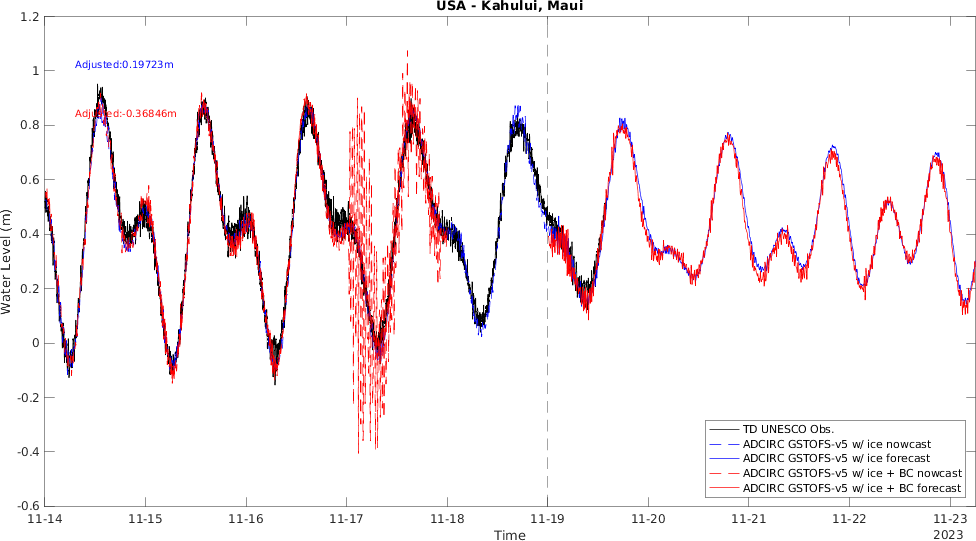 USA - Kahului, Maui
1.2
1
0.8
0.6
0.4
0.2
0
-0.2
-0.4
-0.6
Water Level (m)
Adjusted:0.19723m
Adjusted:-0.36846m
TD UNESCO Obs.
ADCIRC GSTOFS-v5 w/ ice nowcast
ADCIRC GSTOFS-v5 w/ ice forecast
ADCIRC GSTOFS-v5 w/ ice + BC nowcast
ADCIRC GSTOFS-v5 w/ ice + BC forecast
11-14 11-15 11-16 11-17 11-18 11-19 11-20 11-21 11-22 11-23
Time
2023